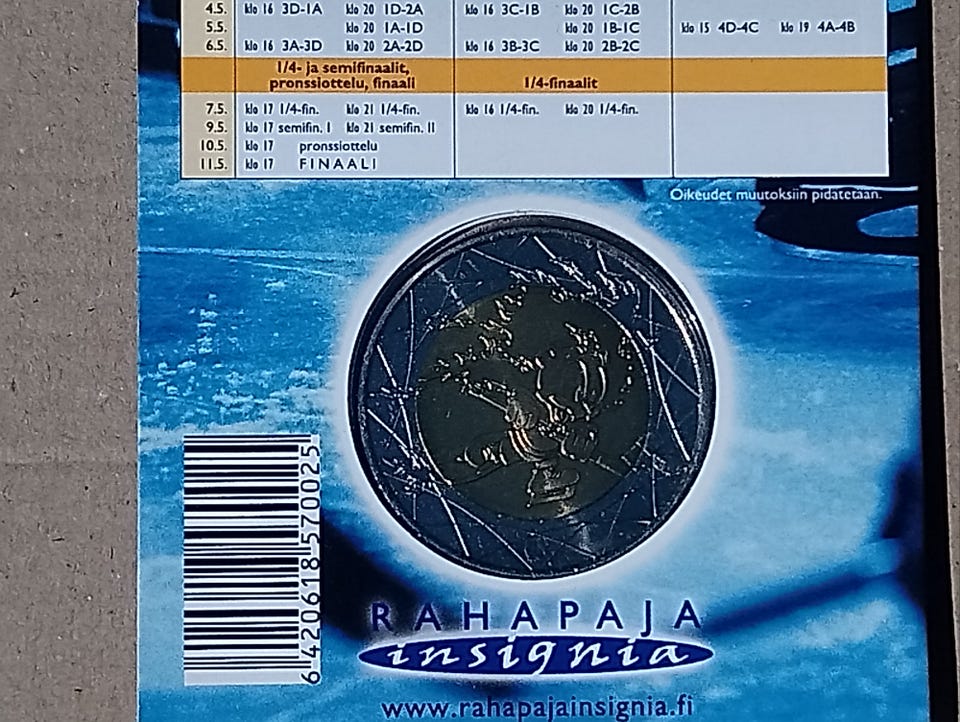 4.5. klo 16 3D-1A klo 20 1D-2A klo 16 3C-1B klo 20 1C-2B
5.5. klo 20 1A-1D klo 20 1B-1C klo 15 4D-4C klo 19 4A-4B
6.5. klo 16 3A-3D klo 20 2A-2D klo 16 3B-3C klo 20 2B-2C
1/4- ja semifinaalit,
pronssiottelu, finaali 1/4-finaalit
7.5. klo 17 1/4-fin. klo 21 1/4-fin. klo 16 1/4-fin. klo 20 1/4-fin.
9.5. klo 17 semifin. I klo 21 semifin. II
10.5. klo 17 pronssiottelu
11.5. klo 17 FINAALI
Oikeudet muutoksiin pidätetään.
6 420618 570025
RAHAPAJA
insignia
www.rahapajainsignia.fi